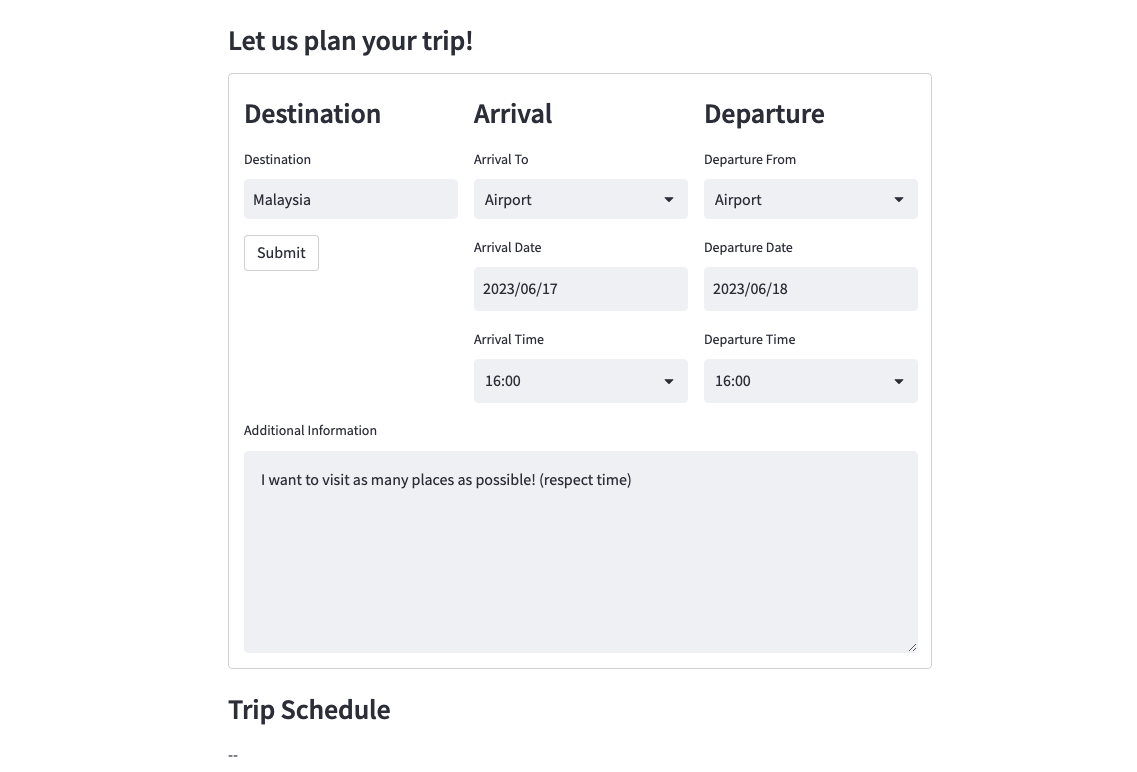 Let us plan your trip!
Destination
Destination
Malaysia
Submit
Arrival
Arrival To
Airport
Arrival Date
2023/06/17
Arrival Time
16:00
Departure
Departure From
Airport
Departure Date
2023/06/18
Departure Time
16:00
Additional Information
I want to visit as many places as possible! (respect time)
Trip Schedule
--